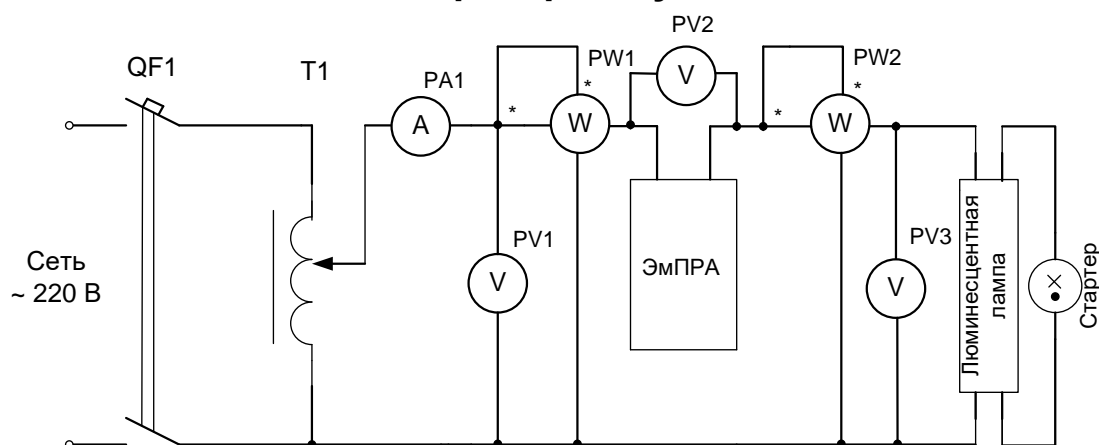 PV2
QF1
T1
PA1
PW1
PW2
V
*
*
*
*
A
W
W
PV1
PV3
Сеть
~ 220 В
V
ЭмПРА
V
Люминесцентная
лампа
Стартер